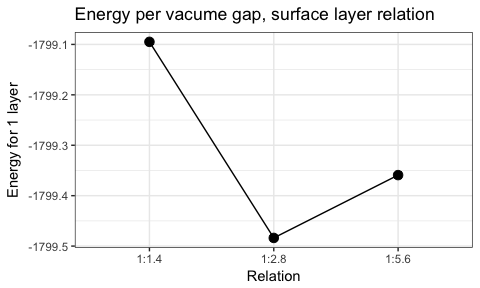 Energy per vacume gap, surface layer relation
Energy for 1 layer
-1799.1
-1799.2
-1799.3
-1799.4
-1799.5
1:1.4
1:2.8
1:5.6
Relation